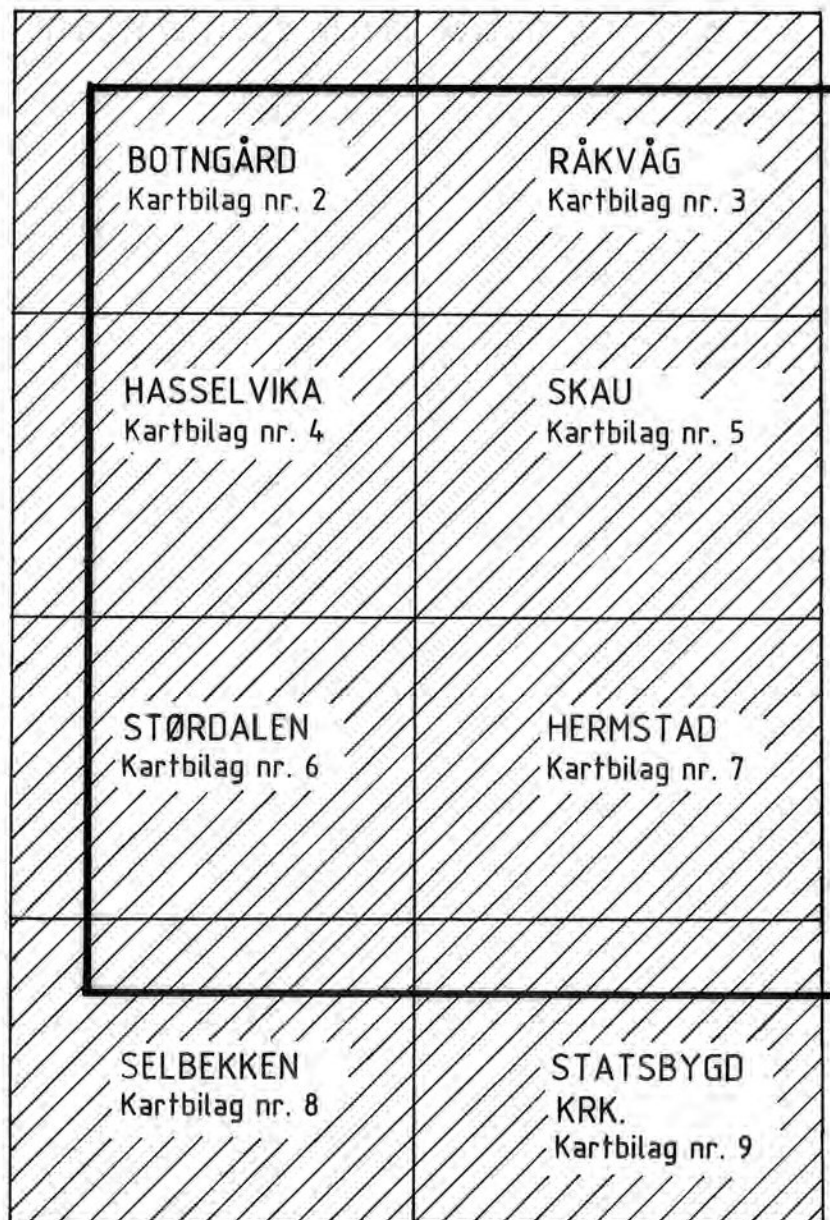 BOTNGÅRD
Kartbilag nr. 2
RÅKVÅG
Kartbilag nr. 3
HASSELVIKA
Kartbilag nr. 4
SKAU
Kartbilag nr. 5
STØRDALEN
Kartbilag nr. 6
HERMSTAD
Kartbilag nr. 7
SELBEKKEN
Kartbilag nr. 8
STATSBYGD
KRK.
Kartbilag nr. 9